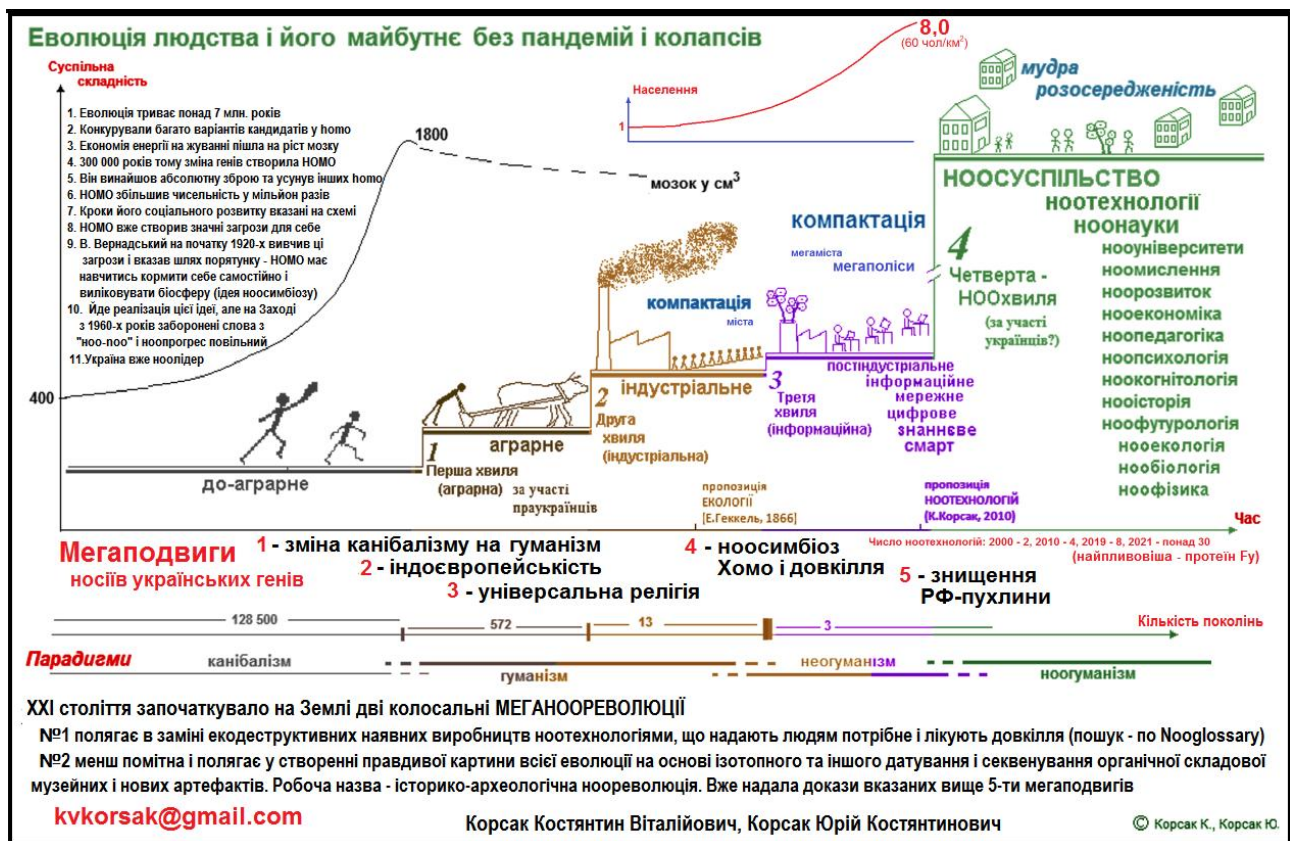 Еволюція людства і його майбутнє без пандемій і колапсів
Суспільна
складність
1. Еволюція триває понад 7 млн. років
2. Конкурували багато варіантів кандидатів у homo
3. Економія енергії на жуванні пішла на ріст мозку
4. 300 000 років тому зміна генів створила НОМО
5. Він винайшов абсолютну зброю та усунув інших homo
6. НОМО збільшив чисельність у мільйон разів
7. Кроки його соціального розвитку вказані на схемі
8. НОМО вже створив значні загрози для себе
9. В. Вернадський на початку 1920-х вивчив ці
загрози і вказав шлях порятунку - НОМО має
навчитись кормити себе самостійно і
виліковувати біосферу (ідея ноосимбіозу)
10. Йде реалізація цієї ідеї, але на Заході
з 1960-х років заборонені слова з
"ноо-noo" і ноопрогрес повільний
11.Україна вже ноолідер
400
1800
мозок у см³
Населення
1
8,0
(60 чол/км²)
мудра
розосередженість
до-аграрне
1
Перша хвиля
(аграрна) за участі
праукраїнців
аграрне
2
Друга
хвиля
(індустріальна)
індустріальне
компактація
міста
3
Третя
хвиля
(інформаційна)
постіндустріальне
інформаційне
мережне
цифрове
знаннєве
смарт
компактація
мегаміста
мегаполіси
4
Четверта -
НООхвиля
(за участі
українців?)
НООСУСПІЛЬСТВО
ноотехнології
ноонауки
нооуніверситети
ноомислення
ноорозвиток
нооекономіка
ноопедагогіка
ноопсихологія
ноокогнітологія
нооісторія
ноофутурологія
нооекологія
нообіологія
ноофізика
пропозиція
ЕКОЛОГІЇ
[Е.Геккель, 1866]
пропозиція
НООТЕХНОЛОГІЙ
(К.Корсак, 2010)
Час
Число ноотехнологій: 2000 - 2, 2010 - 4, 2019 - 8, 2021 - понад 30
(найпливовіша - протеїн Fy)
Мегаподвиги
носіїв українських генів
1 - зміна канібалізму на гуманізм
2 - індоєвропейськість
3 - універсальна религія
4 - ноосимбіоз
Хомо і довкілля
5 - знищення
РФ-пухлини
128 500
572
13
3
Кількість поколінь
Парадигми
канібалізм
гуманізм
неогуманізм
ноогуманізм
ХХІ століття започаткувало на Землі дві колосальні МЕГАНООРЕВОЛЮЦІЇ
№1 полягає в заміні екодеструктивних наявних виробництв ноотехнологіями, що надають людям потрібне і лікують довкілля (пошук - по Nooglossary)
№2 менш помітна і полягає у створенні правдивої картини всієї еволюції на основі ізотопного та іншого датування і секвенування органічної складової
музейних і нових артефактів. Робоча назва - історико-археологічна ноореволюція. Вже надала докази вказаних вище 5-ти мегаподвигів
kvkorsak@gmail.com
Корсак Костянтин Віталійович, Корсак Юрій Костянтинович
© Корсак К., Корсак Ю.